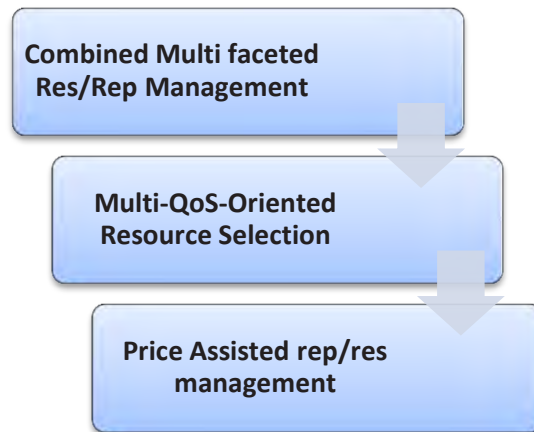 Combined Multi faceted
Res/Rep Management
Multi-QoS-Oriented
Resource Selection
Price Assisted rep/res
management